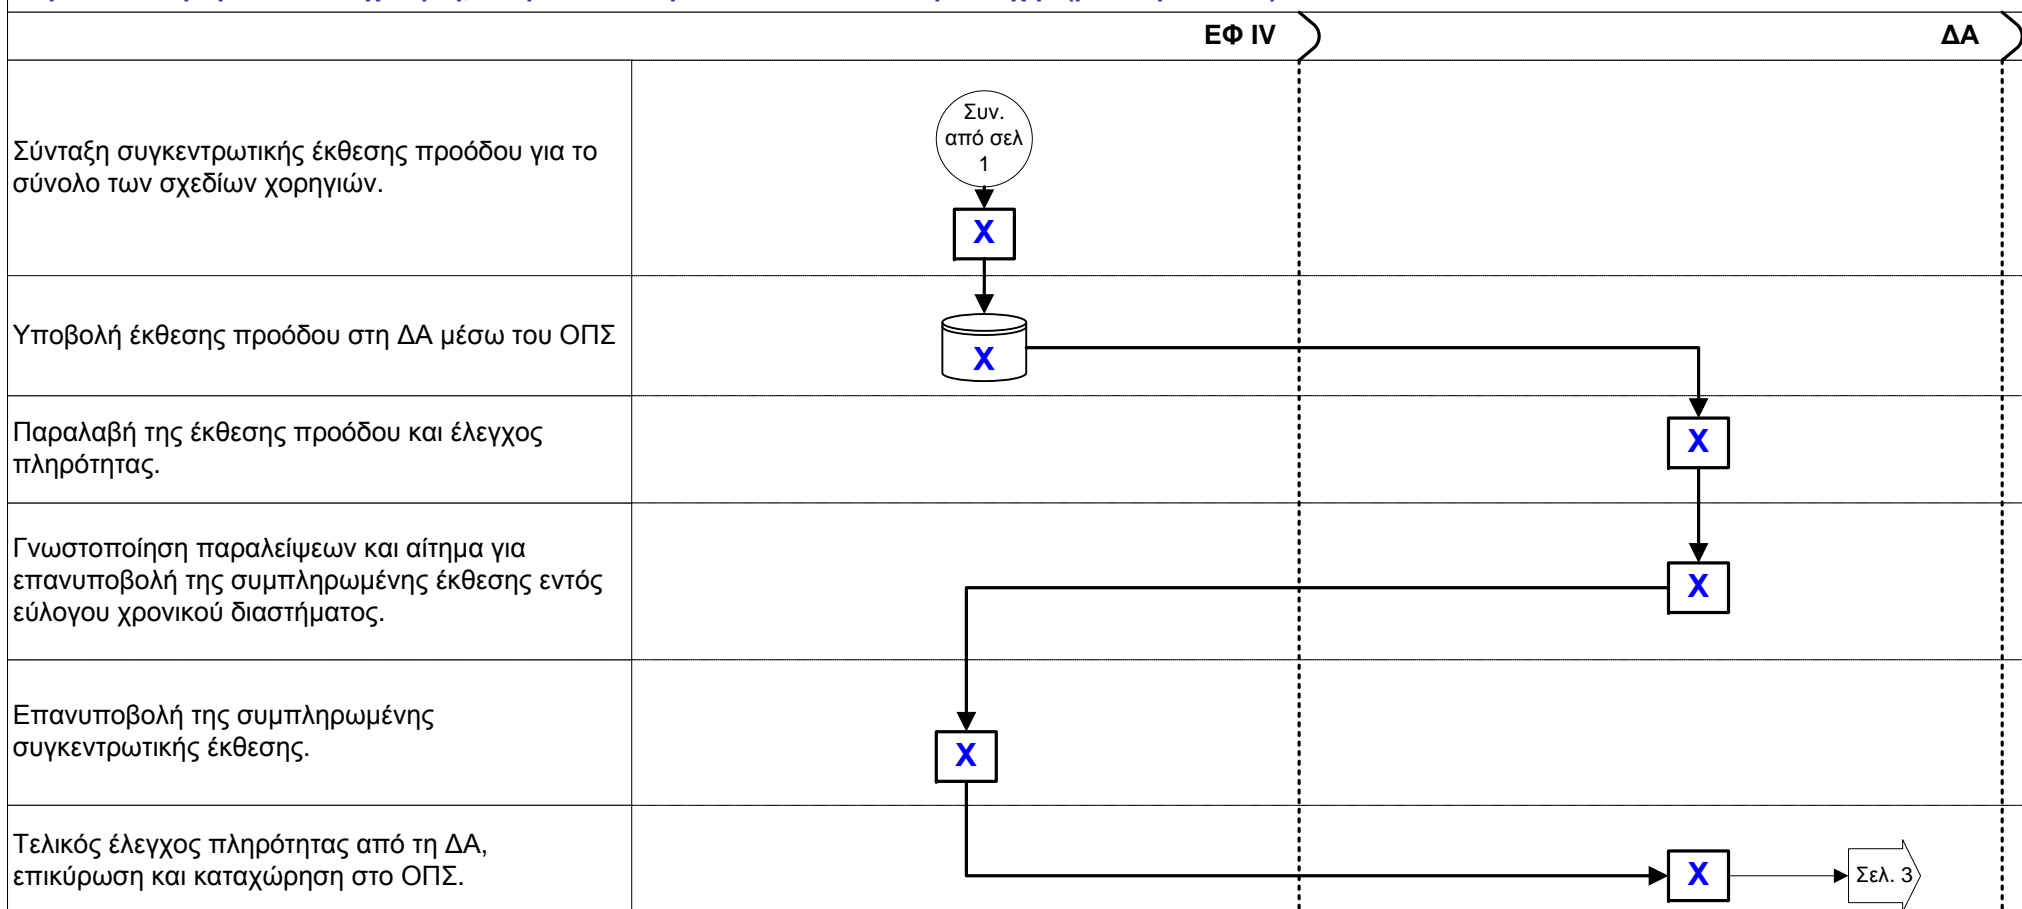 ΕΦ IV
ΔΑ
Σύνταξη συγκεντρωτικής έκθεσης προόδου για το
σύνολο των σχεδίων χορηγιών.
Συν.
από σελ
1
X
Υποβολή έκθεσης προόδου στη ΔΑ μέσω του ΟΠΣ
X
Παραλαβή της έκθεσης προόδου και έλεγχος
πληρότητας.
X
Γνωστοποίηση παραλείψεων και αίτημα για
επανυποβολή της συμπληρωμένης έκθεσης εντός
εύλογου χρονικού διαστήματος.
X
Επανυποβολή της συμπληρωμένης
συγκεντρωτικής έκθεσης.
X
Τελικός έλεγχος πληρότητας από τη ΔΑ,
επικύρωση και καταχώρηση στο ΟΠΣ.
X
Σελ. 3